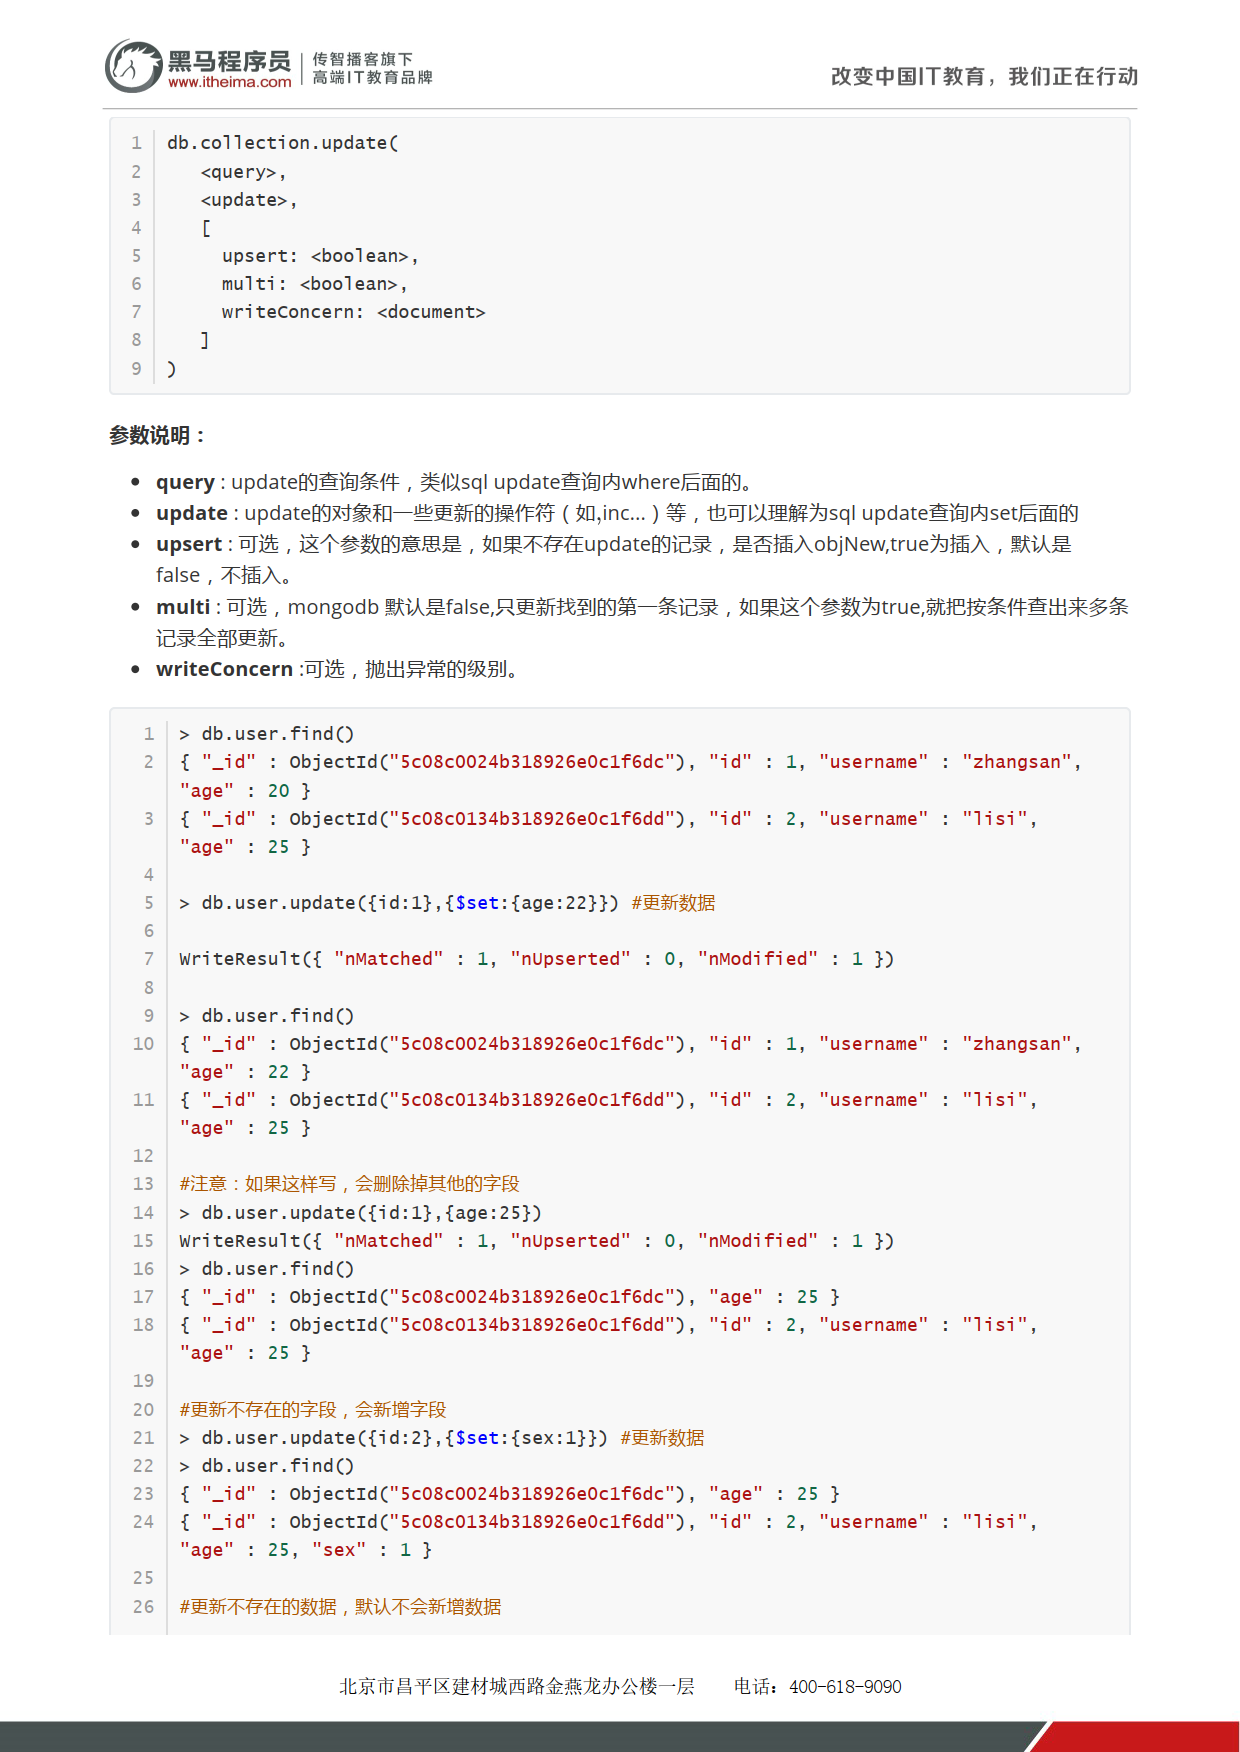 黑马程序员
www.itheima.com
传智播客旗下
高端IT教育品牌
改变中国IT教育，我们正在行动
1 db.collection.update(
2 <query>,
3 <update>,
4 [
5 upsert: <boolean>,
6 multi: <boolean>,
7 writeConcern: <document>
8 ]
9 )
参数说明：
• query : update的查询条件，类似sql update查询内where后面的。
• update : update的对象和一些更新的操作符（如,inc...）等，也可以理解为sql update查询内set后面的
• upsert : 可选，这个参数的意思是，如果不存在update的记录，是否插入objNew,true为插入，默认是
false，不插入。
• multi : 可选，mongodb 默认是false,只更新找到的第一条记录，如果这个参数为true,就把按条件查出来多条
记录全部更新。
• writeConcern :可选，抛出异常的级别。
1 > db.user.find()
2 { "_id" : ObjectId("5c08c0024b318926e0c1f6dc"), "id" : 1, "username" : "zhangsan",
"age" : 20 }
3 { "_id" : ObjectId("5c08c0134b318926e0c1f6dd"), "id" : 2, "username" : "lisi",
"age" : 25 }
4
5 > db.user.update({id:1},{$set:{age:22}}) #更新数据
6
7 WriteResult({ "nMatched" : 1, "nUpserted" : 0, "nModified" : 1 })
8
9 > db.user.find()
10 { "_id" : ObjectId("5c08c0024b318926e0c1f6dc"), "id" : 1, "username" : "zhangsan",
"age" : 22 }
11 { "_id" : ObjectId("5c08c0134b318926e0c1f6dd"), "id" : 2, "username" : "lisi",
"age" : 25 }
12
13 #注意：如果这样写，会删除掉其他的字段
14 > db.user.update({id:1},{age:25})
15 WriteResult({ "nMatched" : 1, "nUpserted" : 0, "nModified" : 1 })
16 > db.user.find()
17 { "_id" : ObjectId("5c08c0024b318926e0c1f6dc"), "age" : 25 }
18 { "_id" : ObjectId("5c08c0134b318926e0c1f6dd"), "id" : 2, "username" : "lisi",
"age" : 25 }
19
20 #更新不存在的字段，会新增字段
21 > db.user.update({id:2},{$set:{sex:1}}) #更新数据
22 > db.user.find()
23 { "_id" : ObjectId("5c08c0024b318926e0c1f6dc"), "age" : 25 }
24 { "_id" : ObjectId("5c08c0134b318926e0c1f6dd"), "id" : 2, "username" : "lisi",
"age" : 25, "sex" : 1 }
25
26 #更新不存在的数据，默认不会新增数据
北京市昌平区建材城西路金燕龙办公楼一层 电话：400-618-9090